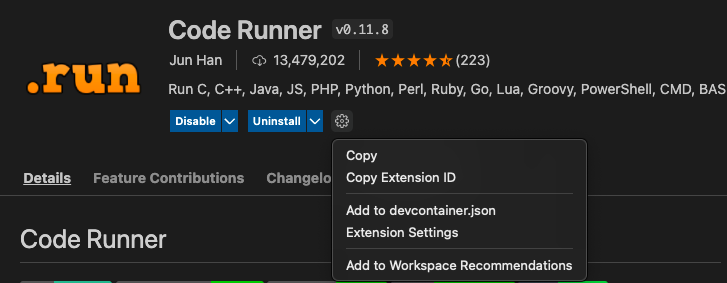 Code Runner v0.11.8
Jun Han 13,479,202 (223)
.run
Run C, C++, Java, JS, PHP, Python, Perl, Ruby, Go, Lua, Groovy, PowerShell, CMD, BAS
Disable Uninstall
Copy
Copy Extension ID
Details Feature Contributions Changelo
Add to devcontainer.json
Extension Settings
Code Runner
Add to Workspace Recommendations